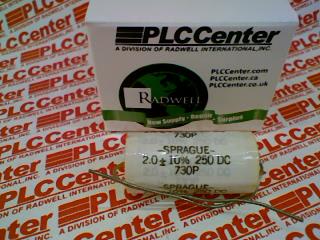 PLCCenter
A DIVISION OF RADWELL INTERNATIONAL, INC.
PLCCenter.com
PLCCenter.ca
PLCCenter.co.uk
RADWELL
New Supply - Repair - Surplus
730P
-SPRAGUE-
2.0 ± 10% 250 DC
730P
-SPRAGUE-